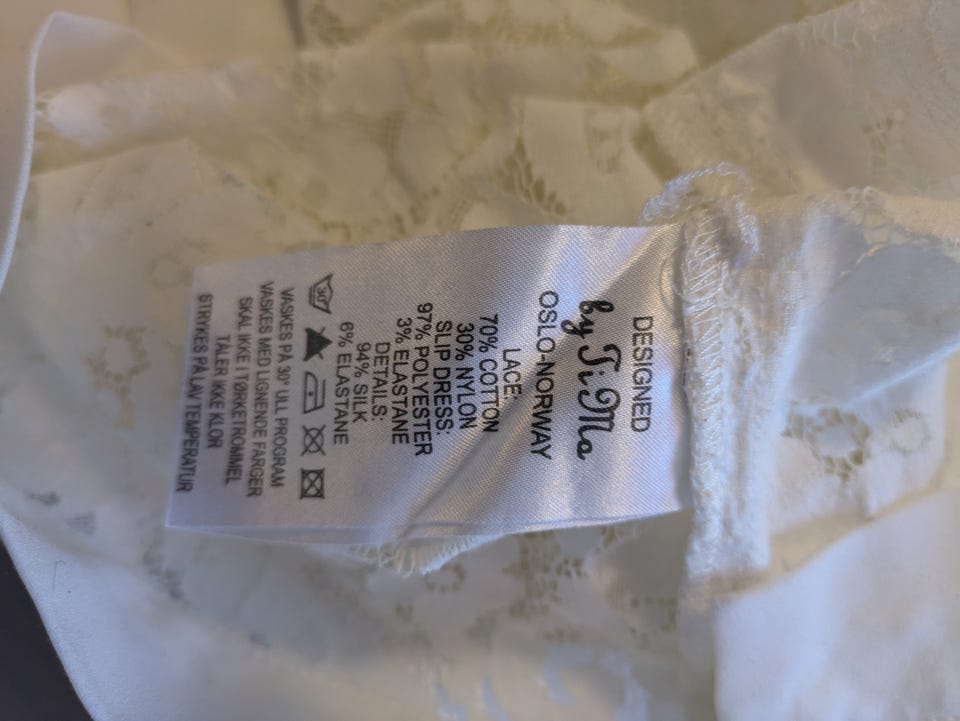 DESIGNED
by TiMo
OSLO-NORWAY
LACE:
70% COTTON
30% NYLON
SLIP DRESS:
97% POLYESTER
3% ELASTANE
DETAILS:
94% SILK
6% ELASTANE
30°
VASKES PÅ 30° ULL PROGRAM
VASKES MED LIGNENDE FARGER
SKAL IKKE I TØRKETROMMEL
TÅLER IKKE KLOR
STRYKES PÅ LAV TEMPERATUR